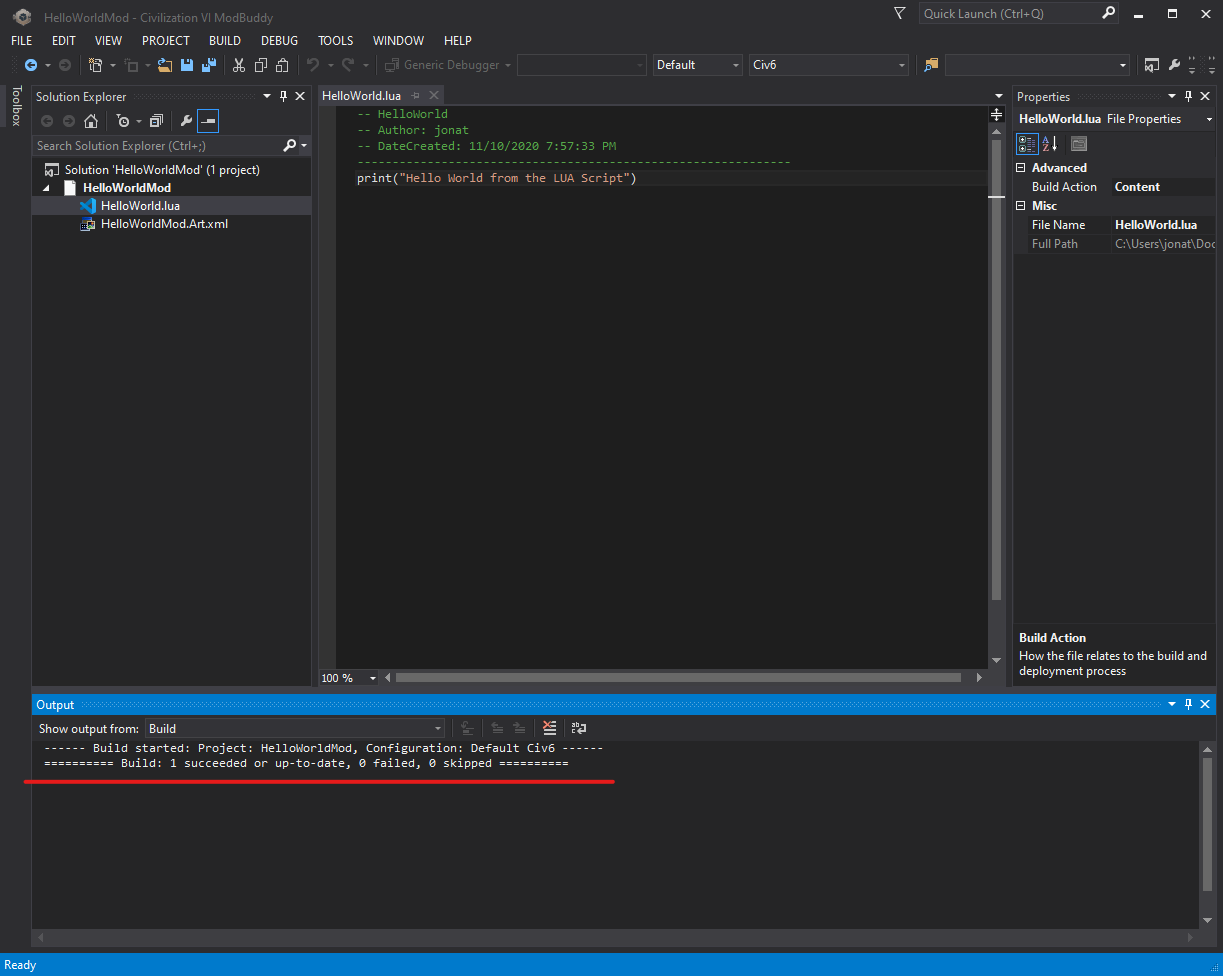 HelloWorldMod - Civilization VI ModBuddy
Quick Launch (Ctrl+Q)
FILE EDIT VIEW PROJECT BUILD DEBUG TOOLS WINDOW HELP
Generic Debugger Default Civ6
Toolbox
Solution Explorer
Search Solution Explorer (Ctrl+;)
Solution 'HelloWorldMod' (1 project)
HelloWorldMod
HelloWorld.lua
HelloWorldMod.Art.xml
HelloWorld.lua
-- HelloWorld
-- Author: jonat
-- DateCreated: 11/10/2020 7:57:33 PM
--------------------------------------------------------------
print("Hello World from the LUA Script")
100 %
Properties
HelloWorld.lua File Properties
Advanced
Build Action Content
Misc
File Name HelloWorld.lua
Full Path C:\Users\jonat\Doc
Build Action
How the file relates to the build and
deployment process
Output
Show output from: Build
------ Build started: Project: HelloWorldMod, Configuration: Default Civ6 ------
========== Build: 1 succeeded or up-to-date, 0 failed, 0 skipped ==========
Ready